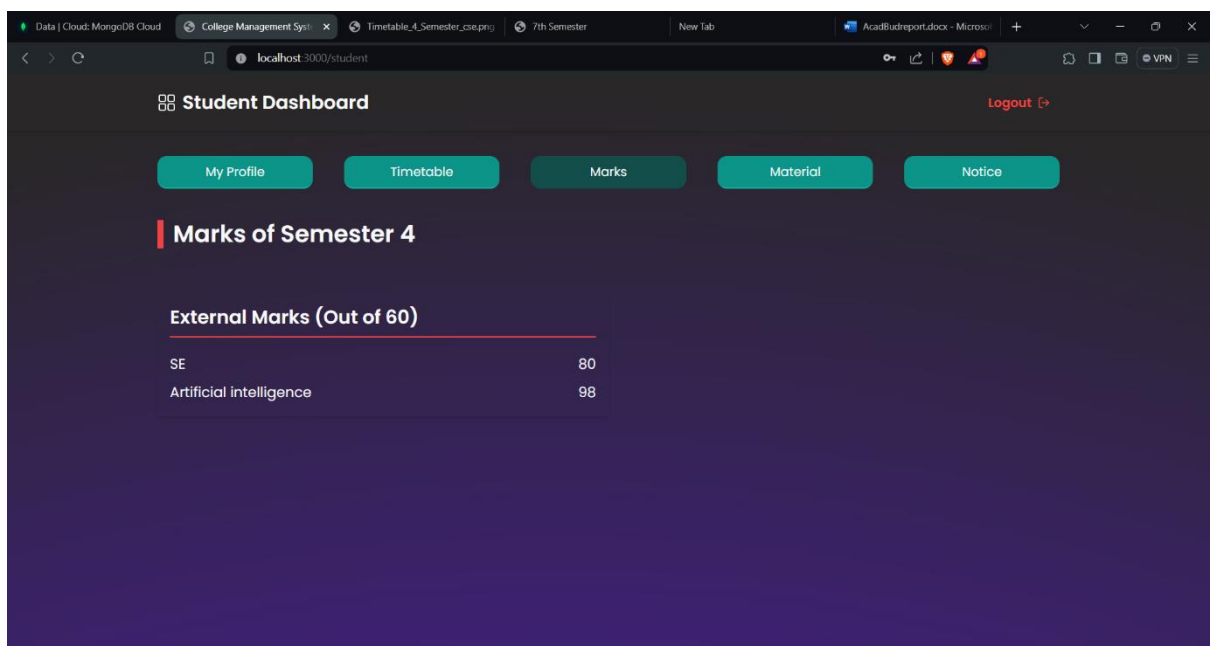 Data | Cloud: MongoDB Cloud College Management Syst Timetable_4_Semester_cse.png 7th Semester New Tab AcadBudreport.docx - Microsof
localhost:3000/student VPN
Student Dashboard Logout
My Profile Timetable Marks Material Notice
Marks of Semester 4
External Marks (Out of 60)
SE 80
Artificial intelligence 98